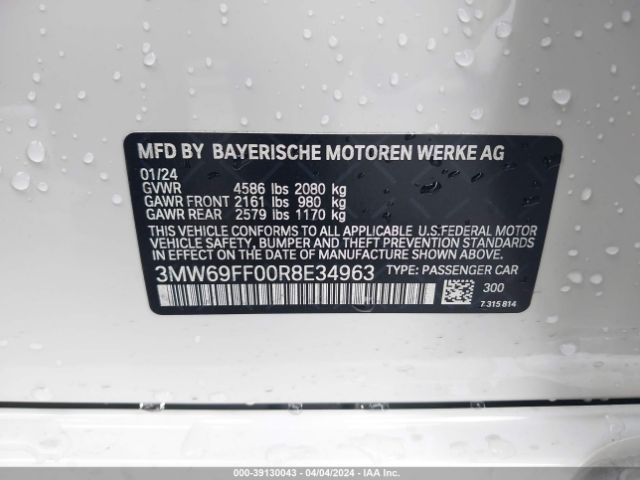 MFD BY BAYERISCHE MOTOREN WERKE AG
01/24
GVWR 4586 lbs 2080 kg
GAWR FRONT 2161 lbs 980 kg
GAWR REAR 2579 lbs 1170 kg
THIS VEHICLE CONFORMS TO ALL APPLICABLE U.S.FEDERAL MOTOR
VEHICLE SAFETY, BUMPER AND THEFT PREVENTION STANDARDS
IN EFFECT ON THE DATE OF MANUFACTURE SHOWN ABOVE.
3MW69FF00R8E34963 TYPE: PASSENGER CAR
300
7 315 814
000-39130043 - 04/04/2024 - IAA Inc.